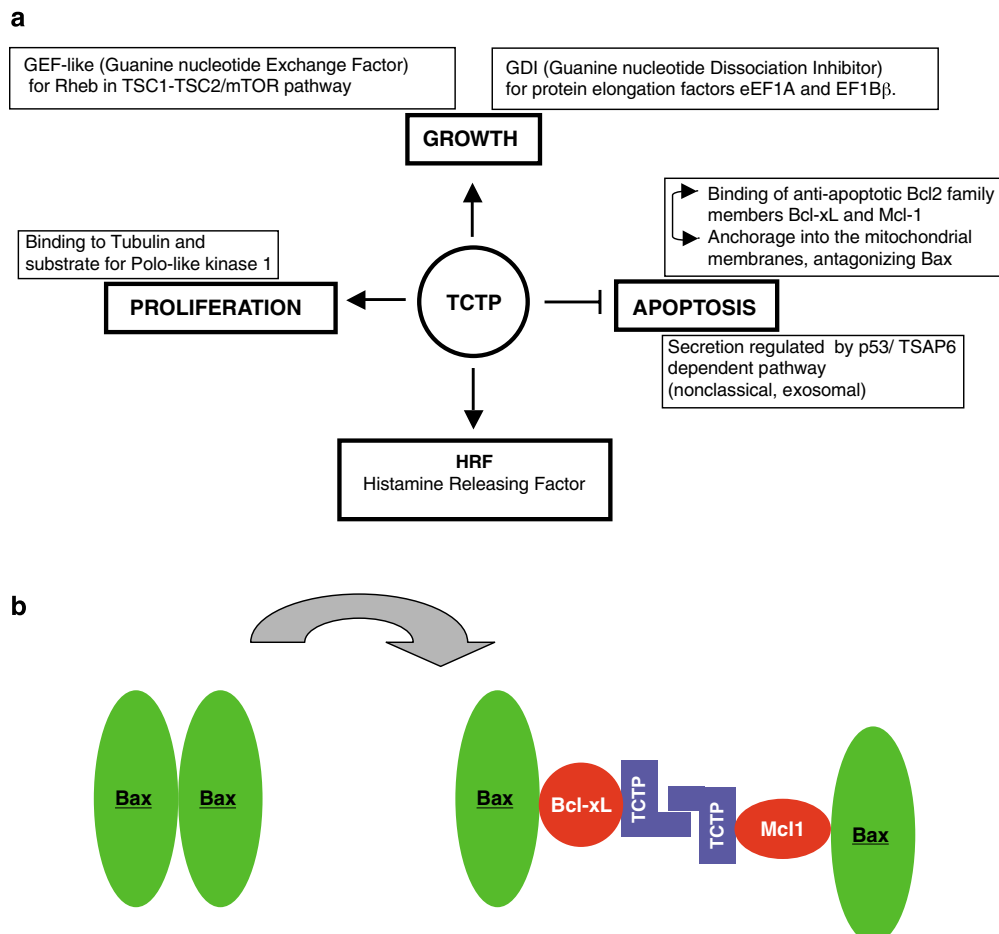 a
GEF-like (Guanine nucleotide Exchange Factor)
for Rheb in TSC1-TSC2/mTOR pathway
GDI (Guanine nucleotide Dissociation Inhibitor)
for protein elongation factors eEF1A and EF1Bβ.
GROWTH
Binding of anti-apoptotic Bcl2 family
members Bcl-xL and Mcl-1
Anchorage into the mitochondrial
membranes, antagonizing Bax
Binding to Tubulin and
substrate for Polo-like kinase 1
PROLIFERATION
TCTP
APOPTOSIS
Secretion regulated by p53/ TSAP6
dependent pathway
(nonclassical, exosomal)
HRF
Histamine Releasing Factor
b
Bax
Bax
Bax
Bcl-xL
TCTP
TCTP
Mcl1
Bax